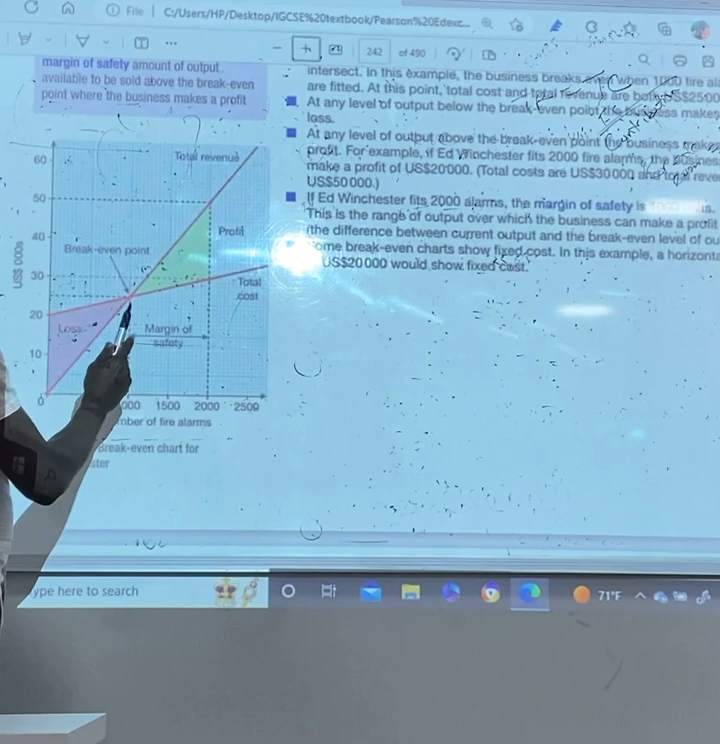 File | C:/Users/HP/Desktop/IGCSE%20textbook/Pearson%20Edexc...
242 of 490
margin of safety amount of output
available to be sold above the break-even
point where the business makes a profit
intersect. In this example, the business breaks even when 1000 fire al
are fitted. At this point, total cost and total revenue are both US$2500
At any level of output below the break-even point the business makes
loss.
At any level of output above the break-even point the business make
profit. For example, if Ed Winchester fits 2000 fire alarms, the busines
make a profit of US$20000. (Total costs are US$30000 and total reve
US$50000.)
If Ed Winchester fits 2000 alarms, the margin of safety is
This is the range of output over which the business can make a profit
(the difference between current output and the break-even level of ou
ome break-even charts show fixed cost. In this example, a horizonta
US$20000 would show fixed cost.
US$ 000s
60
50
40
30
20
10
0
Total revenue
Profit
Break-even point
Total
cost
Loss
Margin of
safety
000 1500 2000 2500
mber of fire alarms
Break-even chart for
ster
ype here to search
71°F